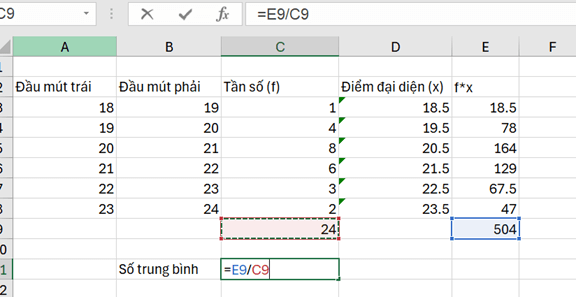 C9 =E9/C9
A B C D E F
Đầu mút trái Đầu mút phải Tần số (f) Điểm đại diện (x) f*x
18 19 1 18.5 18.5
19 20 4 19.5 78
20 21 8 20.5 164
21 22 6 21.5 129
22 23 3 22.5 67.5
23 24 2 23.5 47
24 504
Số trung bình =E9/C9